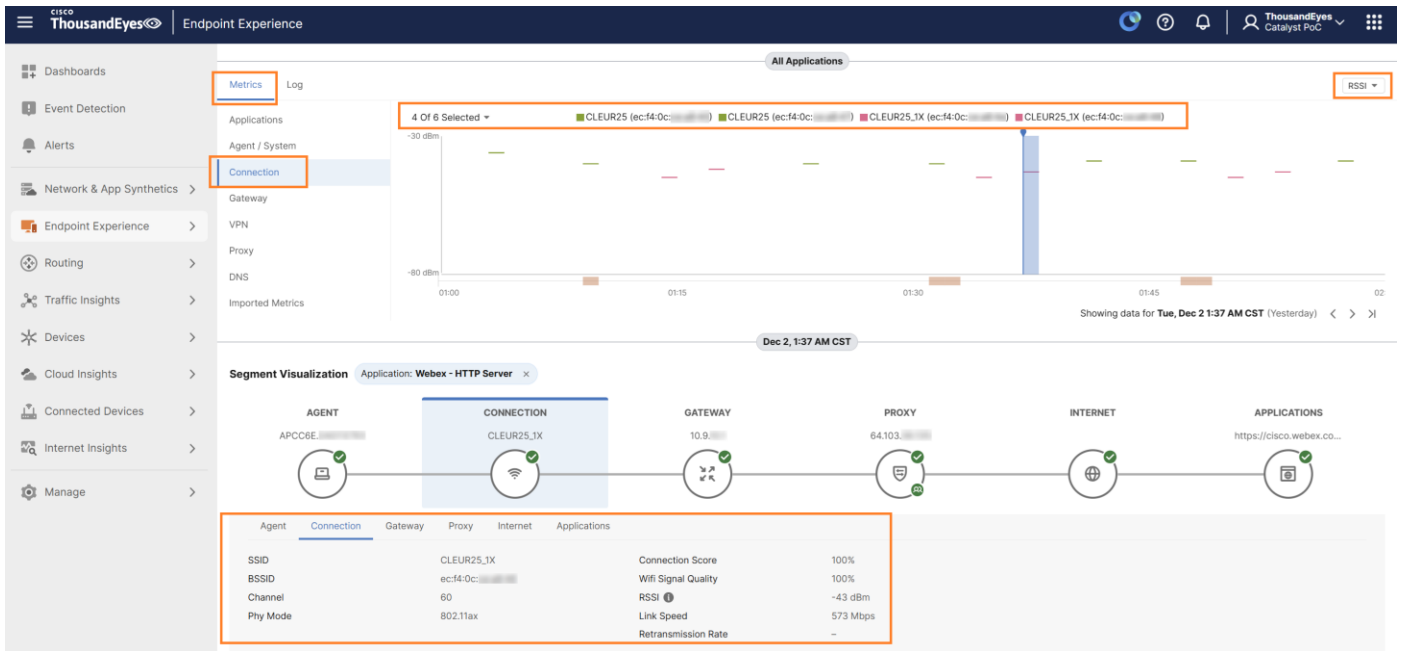 CISCO
ThousandEyes
Endpoint Experience
ThousandEyes
Catalyst PoC
Dashboards
Event Detection
Alerts
Network & App Synthetics
Endpoint Experience
Routing
Traffic Insights
Devices
Cloud Insights
Connected Devices
Internet Insights
Manage
All Applications
Metrics Log
RSSI
Applications
Agent / System
Connection
Gateway
VPN
Proxy
DNS
Imported Metrics
4 Of 6 Selected
CLEUR25 (ec:f4:0c: ) CLEUR25 (ec:f4:0c: ) CLEUR25_1X (ec:f4:0c: ) CLEUR25_1X (ec:f4:0c: )
-30 dBm
-80 dBm
01:00 01:15 01:30 01:45 02:
Showing data for Tue, Dec 2 1:37 AM CST (Yesterday)
Dec 2, 1:37 AM CST
Segment Visualization Application: Webex - HTTP Server ×
AGENT CONNECTION GATEWAY PROXY INTERNET APPLICATIONS
APCC6E. CLEUR25_1X 10.9. 64.103. https://cisco.webex.co...
Agent Connection Gateway Proxy Internet Applications
SSID CLEUR25_1X Connection Score 100%
BSSID ec:f4:0c: Wifi Signal Quality 100%
Channel 60 RSSI -43 dBm
Phy Mode 802.11ax Link Speed 573 Mbps
Retransmission Rate –